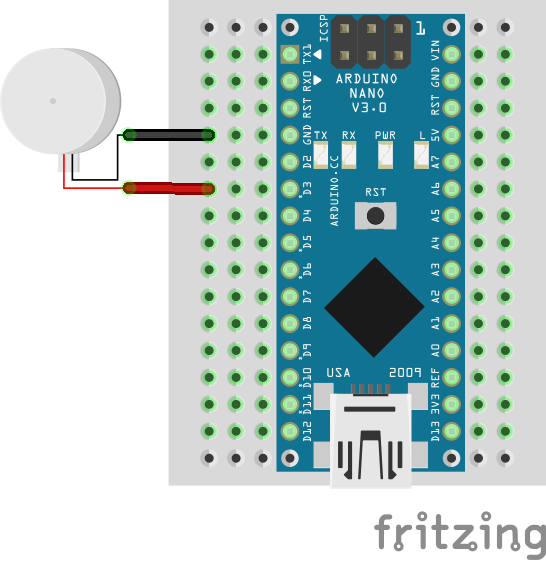 ICSP
1
TX1
RX0
RST
GND
D2
D3
D4
D5
D6
D7
D8
D9
D10
D11
D12
VIN
GND
RST
5V
A7
A6
A5
A4
A3
A2
A1
A0
REF
3V3
D13
ARDUINO
NANO
V3.0
TX RX PWR L
RST
ARDUINO.CC
USA 2009
fritzing